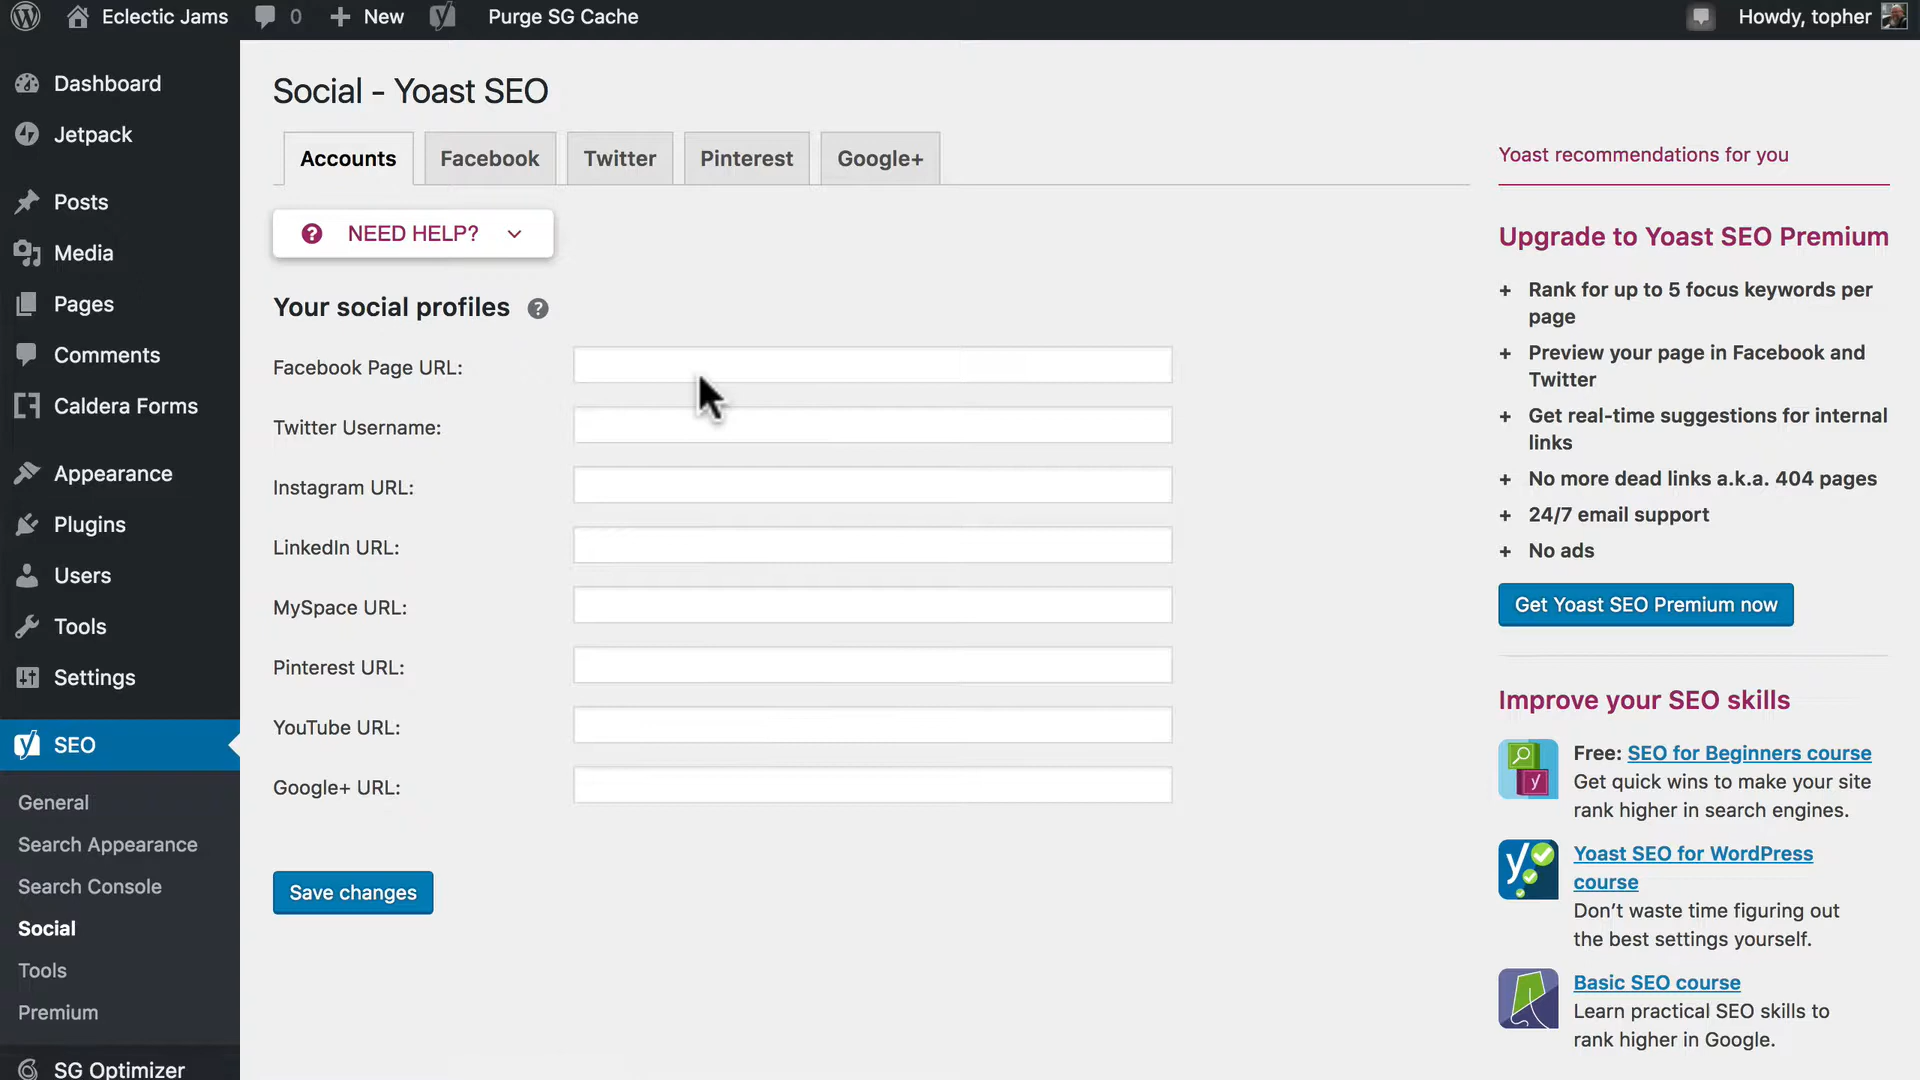 Eclectic Jams
0
New
Purge SG Cache
Howdy, topher
Dashboard
Jetpack
Posts
Media
Pages
Comments
Caldera Forms
Appearance
Plugins
Users
Tools
Settings
SEO
General
Search Appearance
Search Console
Social
Tools
Premium
SG Optimizer
Social - Yoast SEO
Accounts
Facebook
Twitter
Pinterest
Google+
? NEED HELP?
Your social profiles ?
Facebook Page URL:
Twitter Username:
Instagram URL:
LinkedIn URL:
MySpace URL:
Pinterest URL:
YouTube URL:
Google+ URL:
Save changes
Yoast recommendations for you
Upgrade to Yoast SEO Premium
+ Rank for up to 5 focus keywords per
page
+ Preview your page in Facebook and
Twitter
+ Get real-time suggestions for internal
links
+ No more dead links a.k.a. 404 pages
+ 24/7 email support
+ No ads
Get Yoast SEO Premium now
Improve your SEO skills
Free: SEO for Beginners course
Get quick wins to make your site
rank higher in search engines.
Yoast SEO for WordPress
course
Don’t waste time figuring out
the best settings yourself.
Basic SEO course
Learn practical SEO skills to
rank higher in Google.